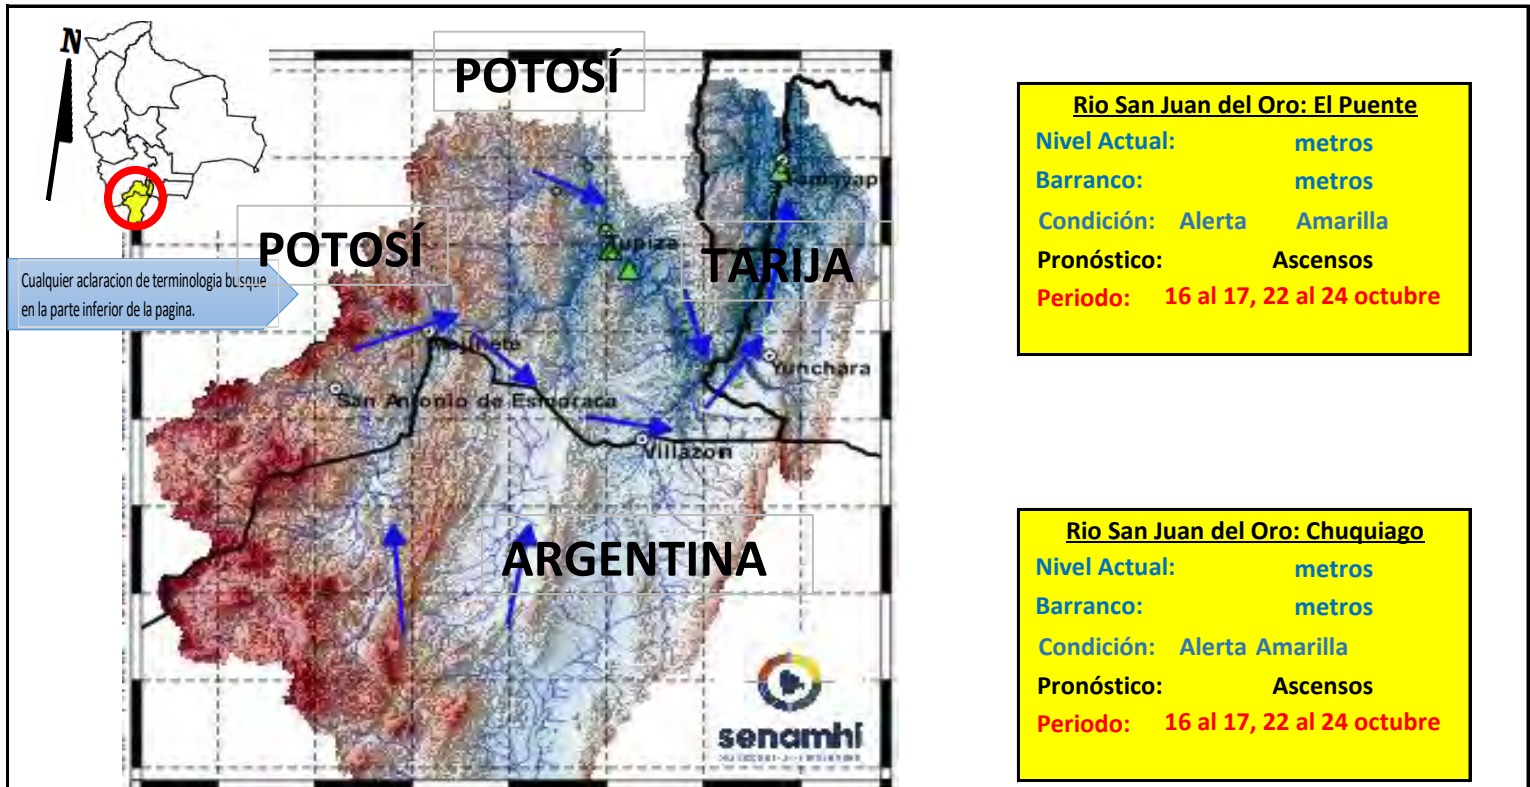 N
POTOSÍ
POTOSÍ
TARIJA
ARGENTINA
Cualquier aclaracion de terminologia busque
en la parte inferior de la pagina.
Tupiza
Yunchara
San Antonio de Esmoraca
Villazon
senamhi
Rio San Juan del Oro: El Puente
Nivel Actual: metros
Barranco: metros
Condición: Alerta Amarilla
Pronóstico: Ascensos
Periodo: 16 al 17, 22 al 24 octubre
Rio San Juan del Oro: Chuquiago
Nivel Actual: metros
Barranco: metros
Condición: Alerta Amarilla
Pronóstico: Ascensos
Periodo: 16 al 17, 22 al 24 octubre